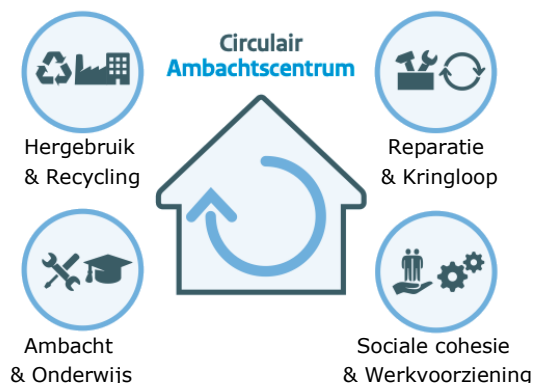 Circulair
Ambachtscentrum
Hergebruik
& Recycling
Reparatie
& Kringloop
Ambacht
& Onderwijs
Sociale cohesie
& Werkvoorziening